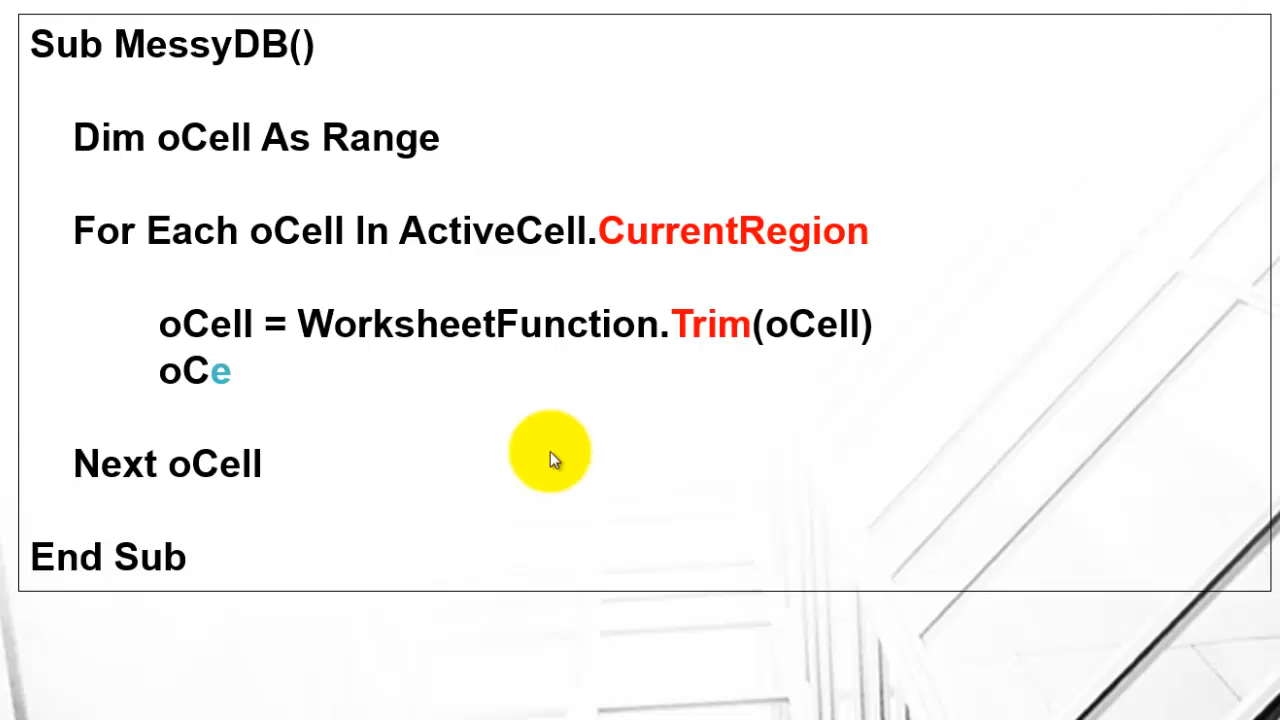 Sub MessyDB()
Dim oCell As Range
For Each oCell In ActiveCell.CurrentRegion
oCell = WorksheetFunction.Trim(oCell)
oCe
Next oCell
End Sub